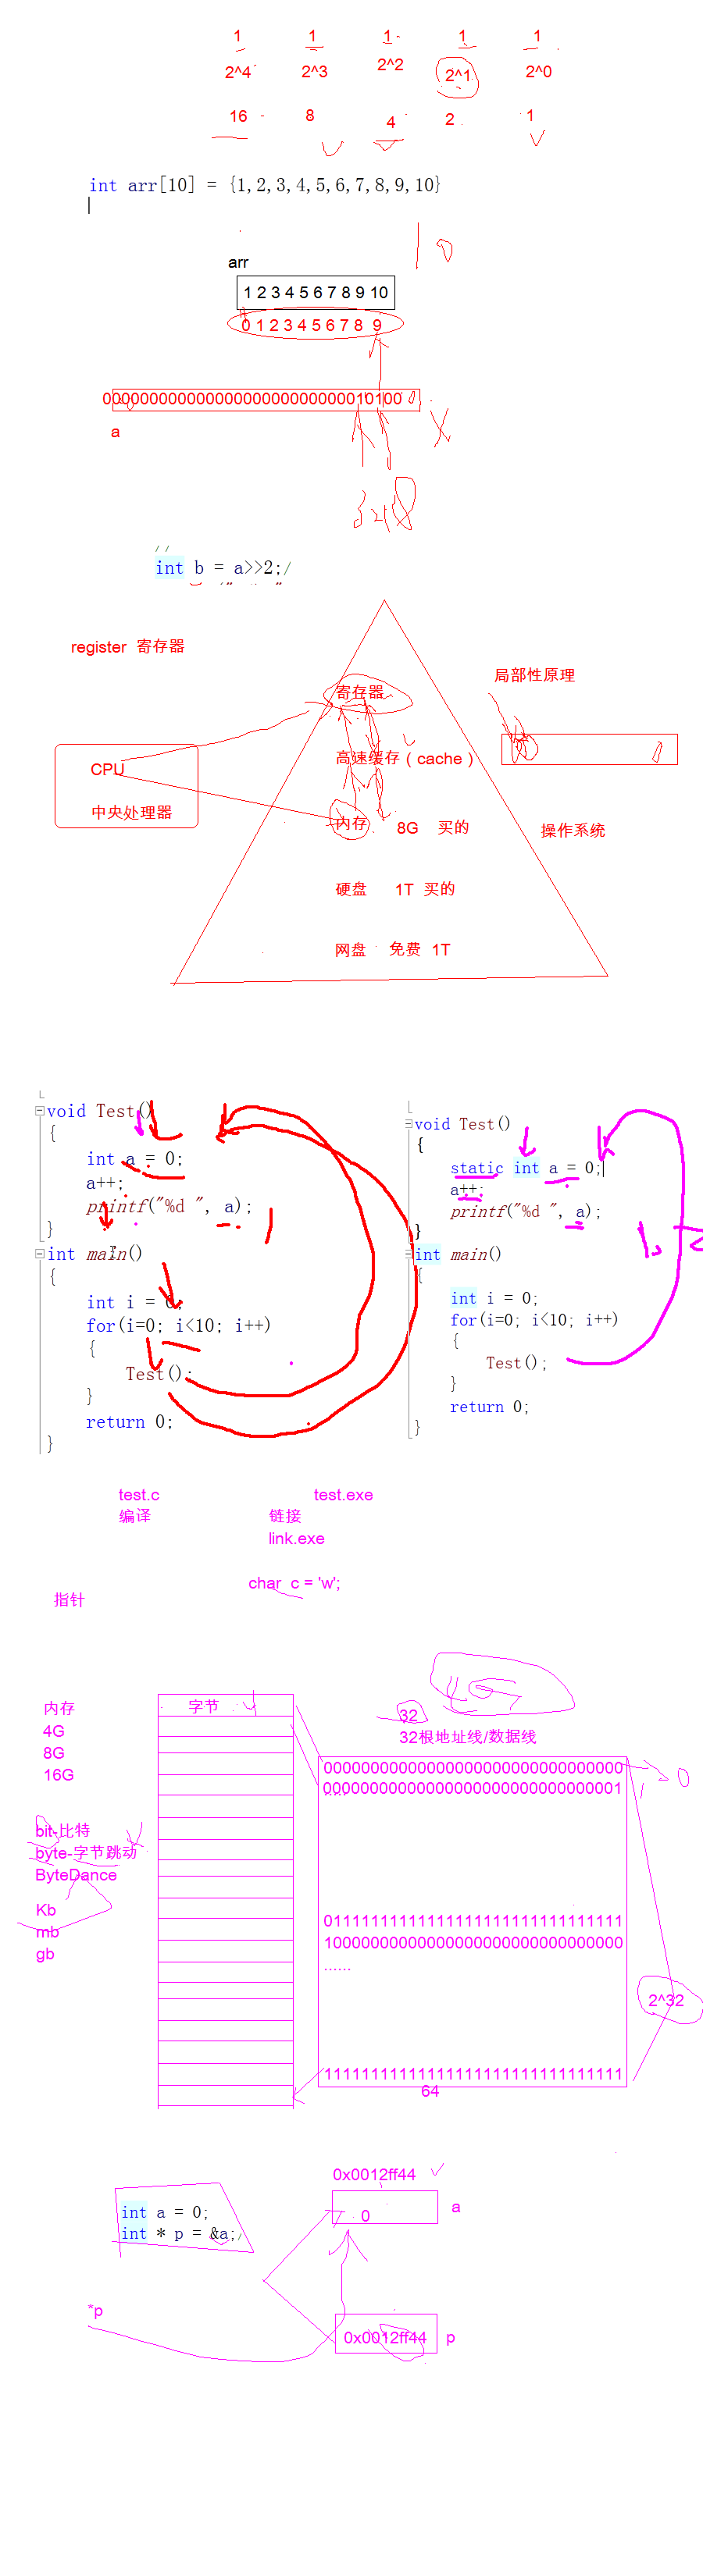 1 1 1 1 1
2^4 2^3 2^2 2^1 2^0
16 8 4 2 1
int arr[10] = {1,2,3,4,5,6,7,8,9,10}
10
arr
1 2 3 4 5 6 7 8 9 10
0 1 2 3 4 5 6 7 8 9
a
//
int b = a>>2;/
register 寄存器
寄存器
局部性原理
高速缓存（cache）
CPU
中央处理器
内存 8G 买的
操作系统
硬盘 1T 买的
网盘 免费 1T
void Test()
{
int a = 0;
a++;
printf("%d ", a);
}
int main()
{
int i = 0;
for(i=0; i<10; i++)
{
Test();
}
return 0;
}
void Test()
{
static int a = 0;
a++;
printf("%d ", a);
}
int main()
{
int i = 0;
for(i=0; i<10; i++)
{
Test();
}
return 0;
}
test.c test.exe
编译 链接
link.exe
char c = 'w';
指针
内存
4G
8G
16G
bit-比特
byte-字节跳动
ByteDance
Kb
mb
gb
字节
32
32根地址线/数据线
00000000000000000000000000000000
00000000000000000000000000000001
....
01111111111111111111111111111111
10000000000000000000000000000000
......
2^32
11111111111111111111111111111111
64
0x0012ff44
int a = 0;
int * p = &a;/
0
a
*p
0x0012ff44
p